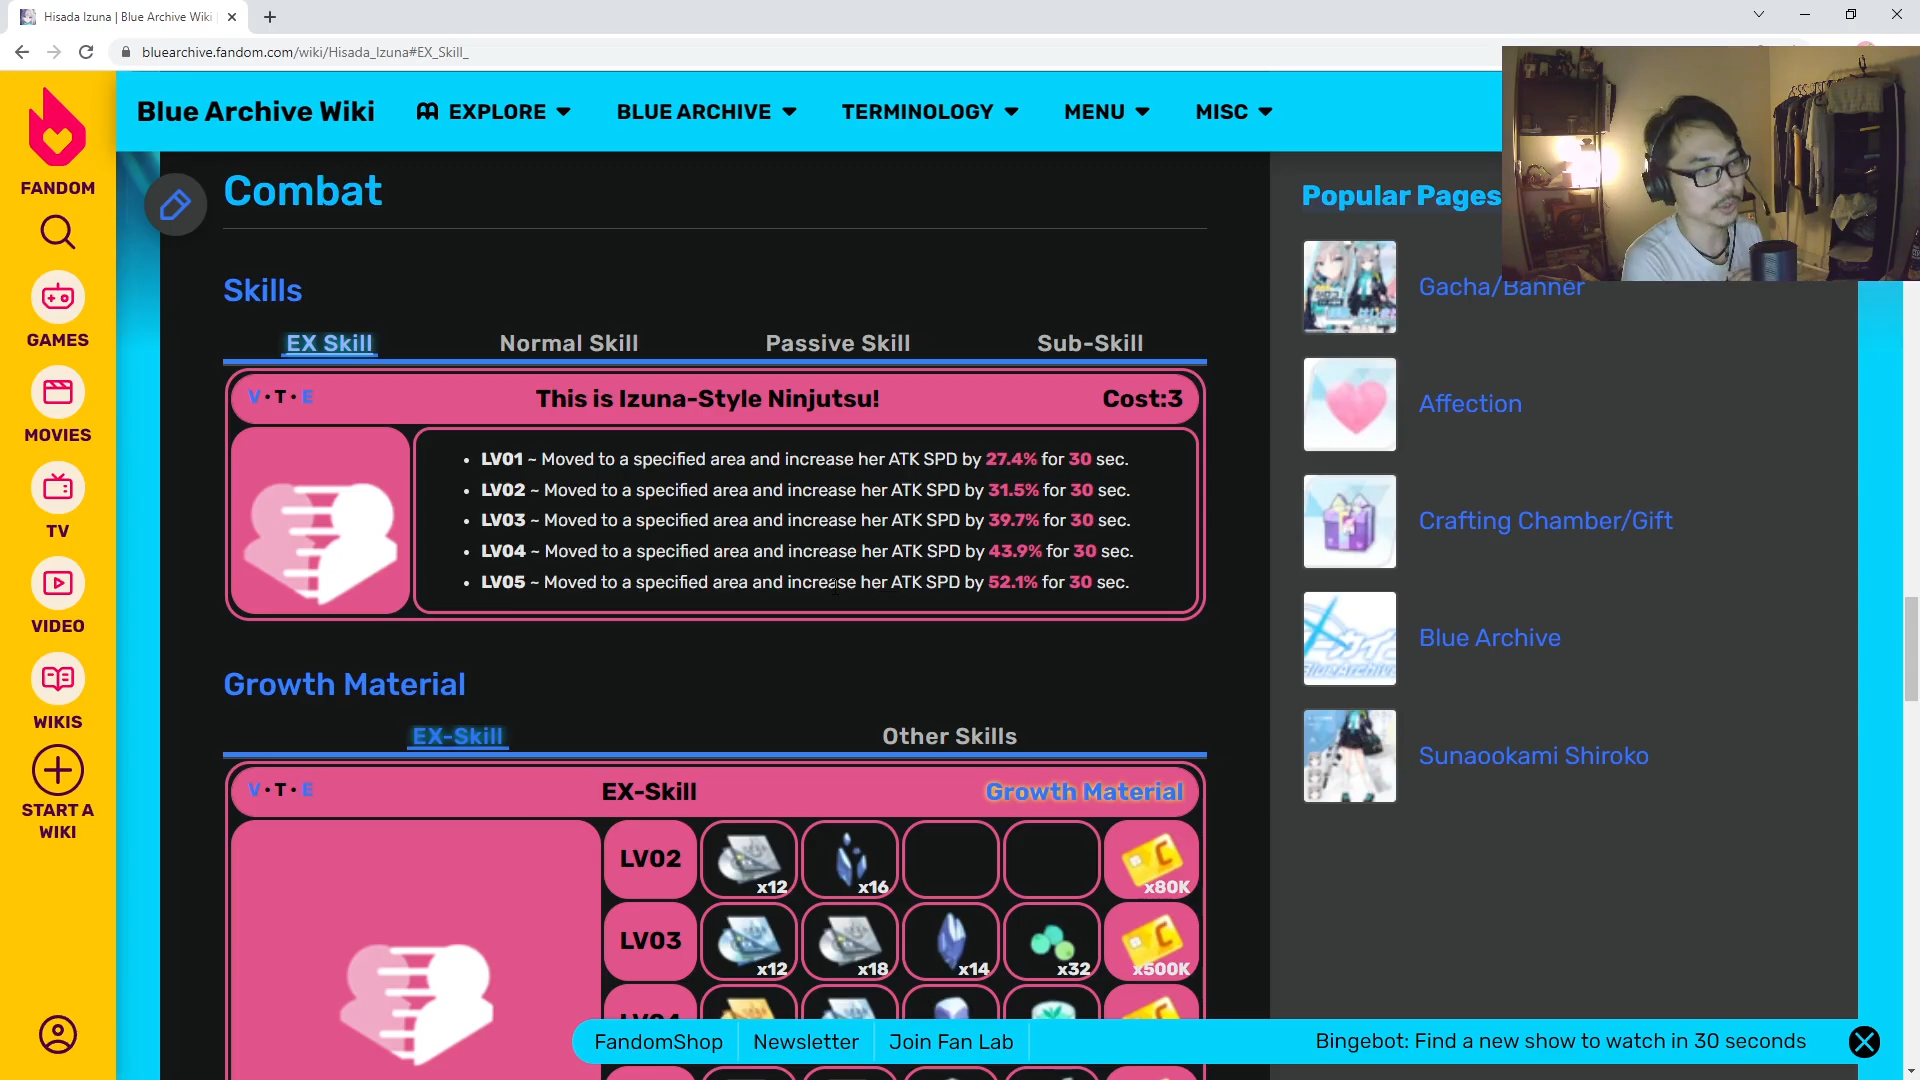 Hisada Izuna | Blue Archive Wiki
bluearchive.fandom.com/wiki/Hisada_Izuna#EX_Skill_
FANDOM
GAMES
MOVIES
TV
VIDEO
WIKIS
START A
WIKI
Blue Archive Wiki
EXPLORE
BLUE ARCHIVE
TERMINOLOGY
MENU
MISC
Combat
Skills
EX Skill
Normal Skill
Passive Skill
Sub-Skill
V · T · E
This is Izuna-Style Ninjutsu!
Cost:3
• LV01 ~ Moved to a specified area and increase her ATK SPD by 27.4% for 30 sec.
• LV02 ~ Moved to a specified area and increase her ATK SPD by 31.5% for 30 sec.
• LV03 ~ Moved to a specified area and increase her ATK SPD by 39.7% for 30 sec.
• LV04 ~ Moved to a specified area and increase her ATK SPD by 43.9% for 30 sec.
• LV05 ~ Moved to a specified area and increase her ATK SPD by 52.1% for 30 sec.
Growth Material
EX-Skill
Other Skills
V · T · E
EX-Skill
Growth Material
LV02
x12
x16
x80K
LV03
x12
x18
x14
x32
x500K
LV04
Popular Pages
Gacha/Banner
Affection
Crafting Chamber/Gift
Blue Archive
Sunaookami Shiroko
FandomShop
Newsletter
Join Fan Lab
Bingebot: Find a new show to watch in 30 seconds